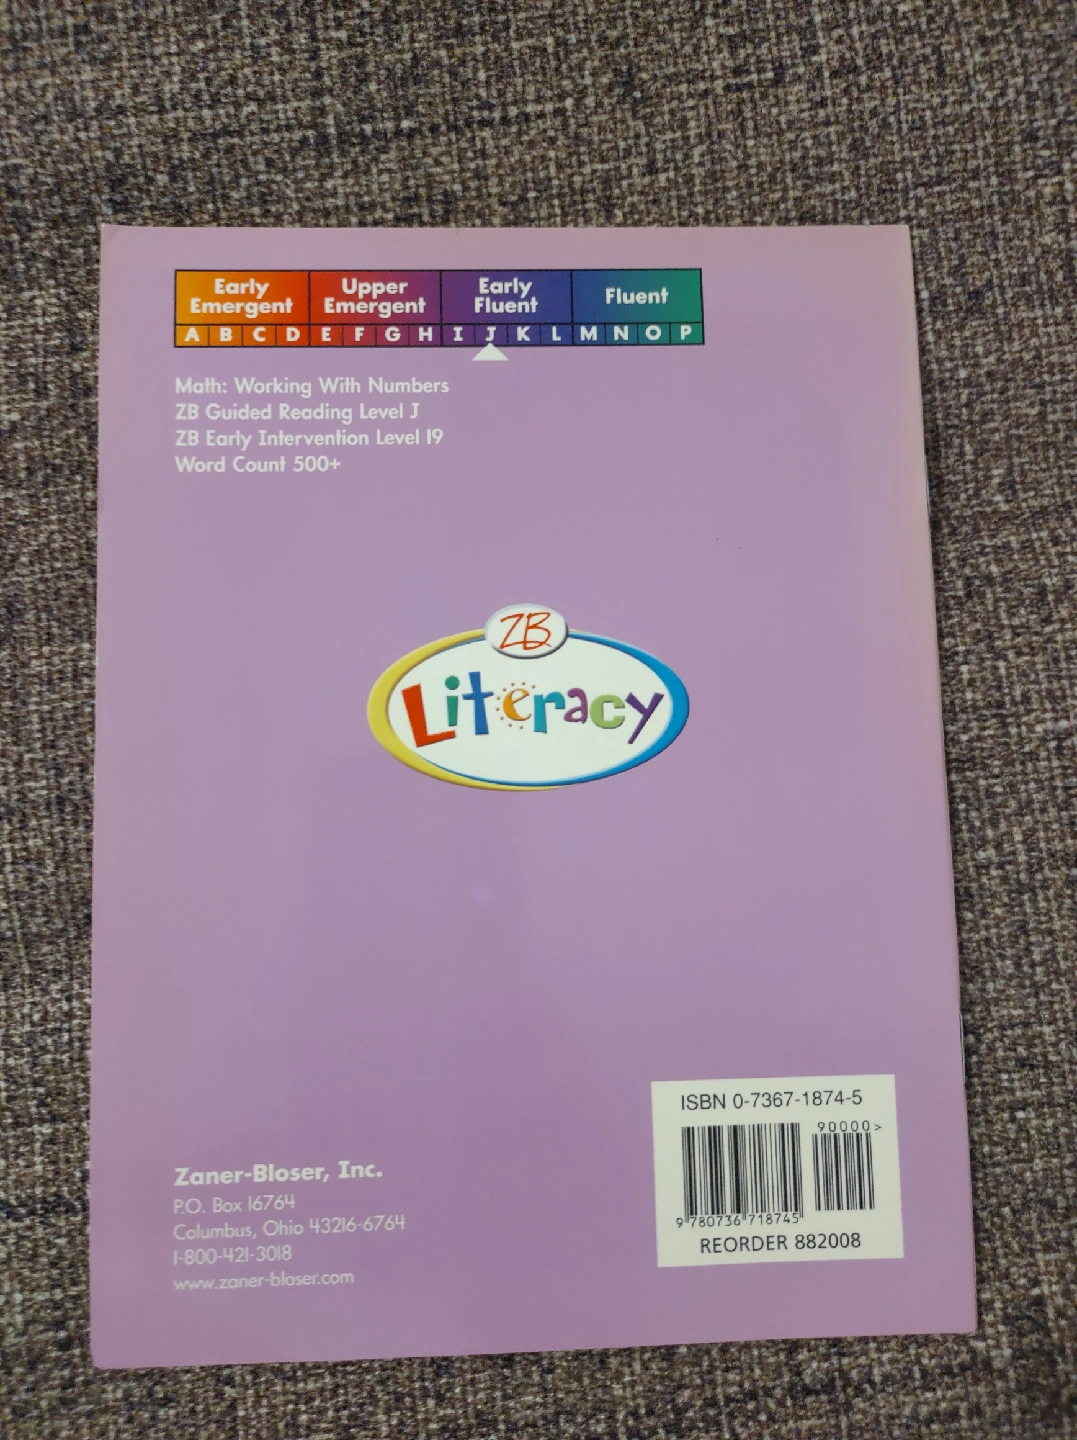 Early Emergent
Upper Emergent
Early Fluent
Fluent
A B C D E F G H I J K L M N O P
Math: Working With Numbers
ZB Guided Reading Level J
ZB Early Intervention Level 19
Word Count 500+
ZB
Literacy
ISBN 0-7367-1874-5
90000>
9 780736 718745
REORDER 882008
Zaner-Bloser, Inc.
P.O. Box 16764
Columbus, Ohio 43216-6764
1-800-421-3018
www.zaner-bloser.com